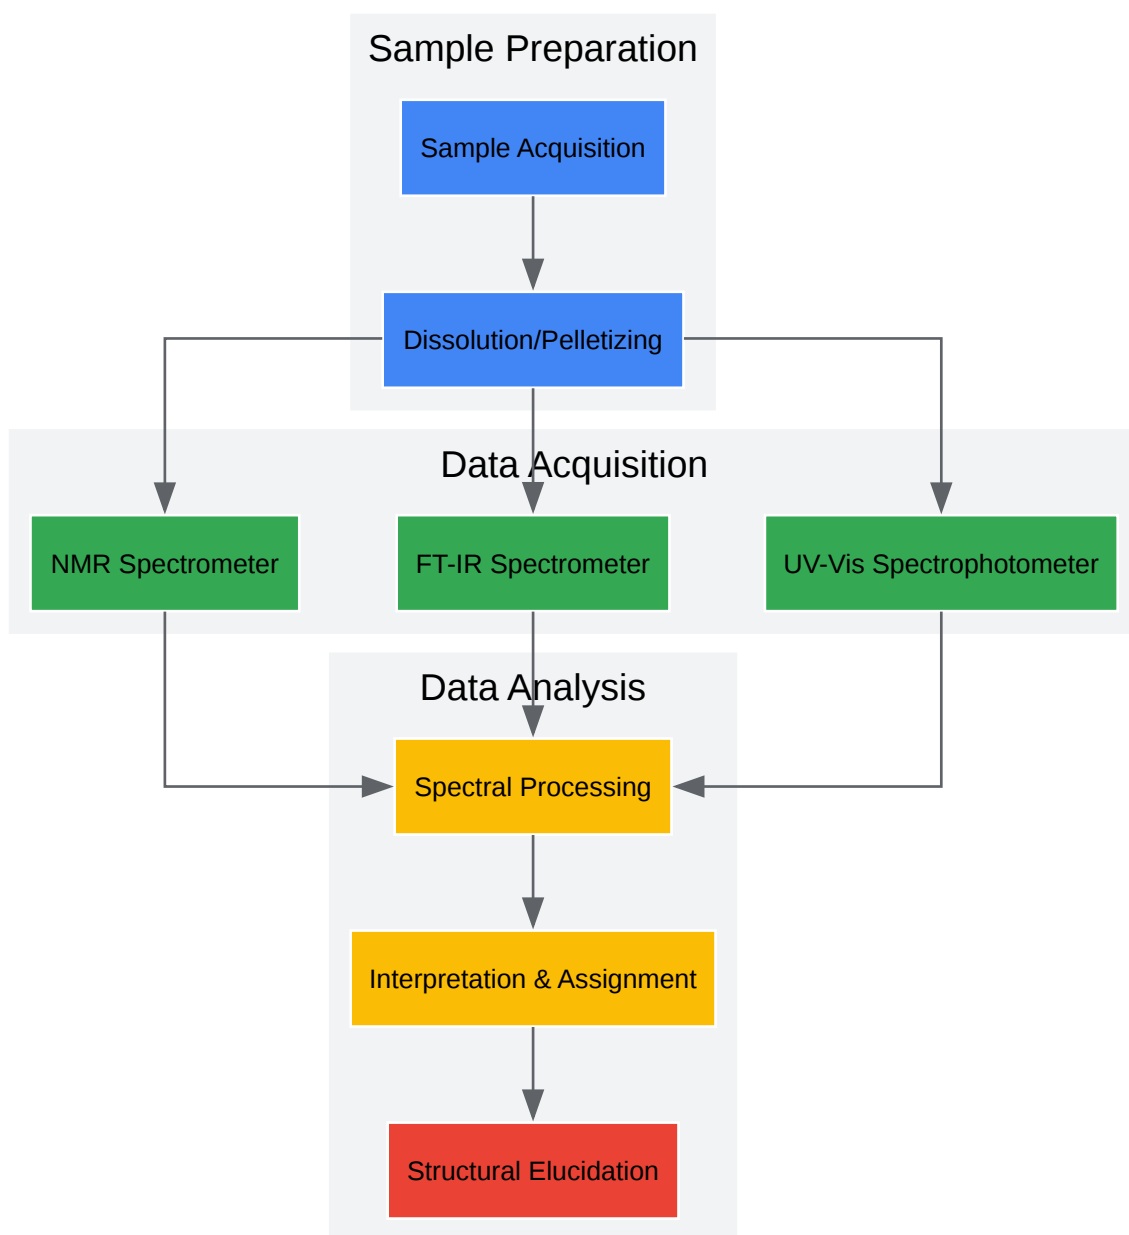 Sample Preparation
Sample Acquisition
Dissolution/Pelletizing
Data Acquisition
NMR Spectrometer
FT-IR Spectrometer
UV-Vis Spectrophotometer
Data Analysis
Spectral Processing
Interpretation & Assignment
Structural Elucidation